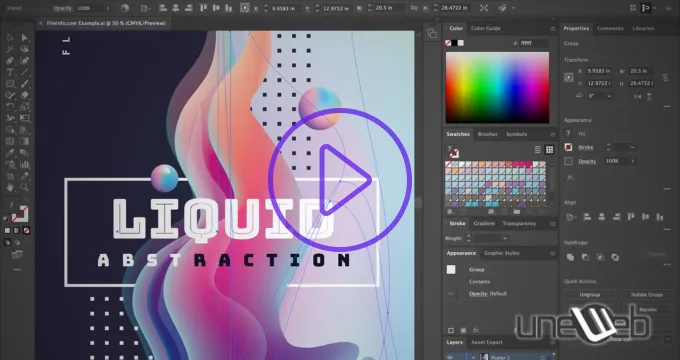 Opacity: 100%
X: 9.9583 in
Y: 12.9722 in
W: 20.5 in
H: 26.4722 in
FileInfo.com Example.ai @ 50 % (CMYK/Preview)
LIQUID
ABSTRACTION
Color
Color Guide
ffffff
Swatches
Brushes
Symbols
Stroke
Gradient
Transparency
Weight:
Appearance
Graphic Styles
Group
Contents
Opacity: Default
Layers
Asset Export
Poster 1
Properties
Comments
Libraries
Group
Transform
X: 9.9583 in
W: 20.5 in
Y: 12.9722 in
H: 26.4722 in
0°
Appearance
Fill
Stroke
Opacity
100%
fx.
Align
Pathfinder
Quick Actions
Ungroup
Isolate Group
Recolor
uneweb